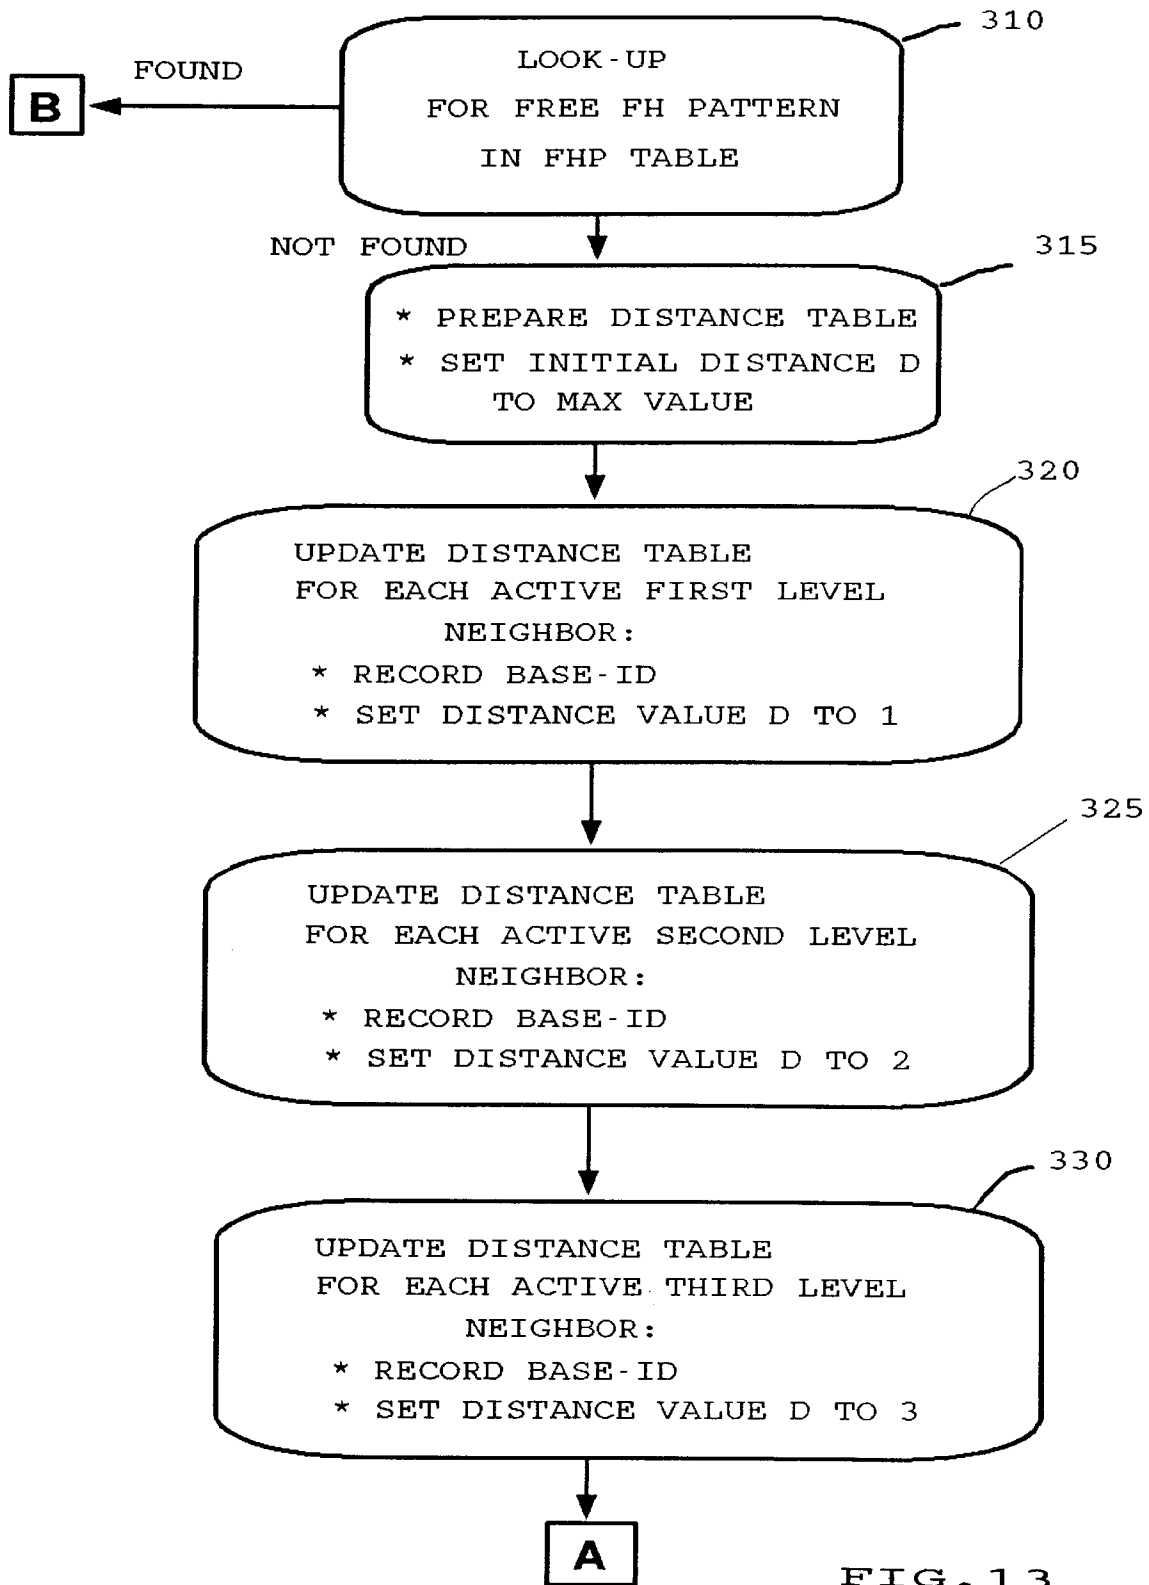 310
LOOK-UP
FOR FREE FH PATTERN
IN FHP TABLE
FOUND
B
NOT FOUND
315
* PREPARE DISTANCE TABLE
* SET INITIAL DISTANCE D
TO MAX VALUE
320
UPDATE DISTANCE TABLE
FOR EACH ACTIVE FIRST LEVEL
NEIGHBOR:
* RECORD BASE-ID
* SET DISTANCE VALUE D TO 1
325
UPDATE DISTANCE TABLE
FOR EACH ACTIVE SECOND LEVEL
NEIGHBOR:
* RECORD BASE-ID
* SET DISTANCE VALUE D TO 2
330
UPDATE DISTANCE TABLE
FOR EACH ACTIVE THIRD LEVEL
NEIGHBOR:
* RECORD BASE-ID
* SET DISTANCE VALUE D TO 3
A
FIG.13